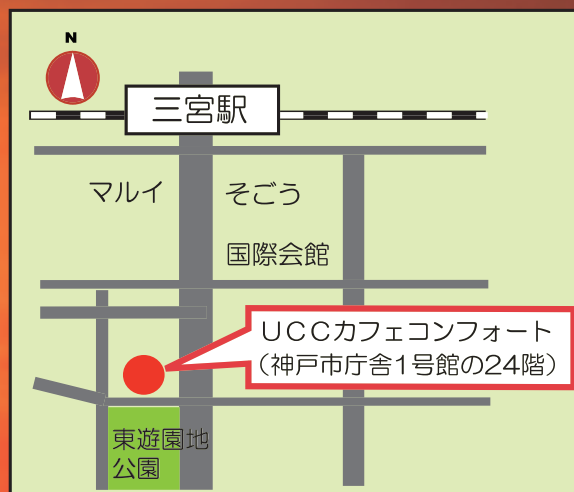 N
三宮駅
マルイ
そごう
国際会館
UCCカフェコンフォート
(神戸市庁舎1号館の24階)
東遊園地
公園